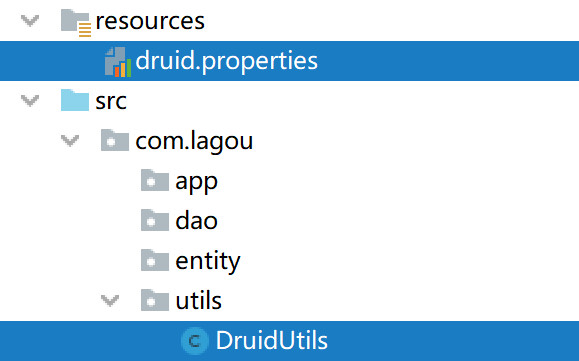 resources
druid.properties
src
com.lagou
app
dao
entity
utils
C DruidUtils